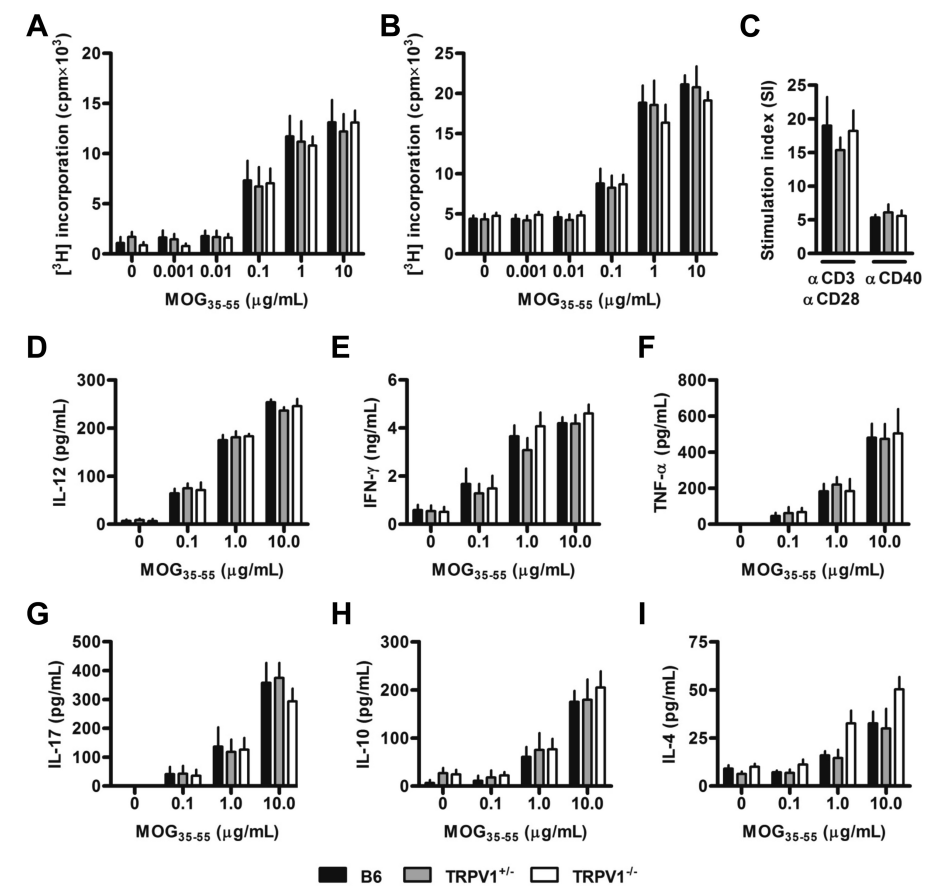 A
[³H] incorporation (cpm×10³)
20
15
10
5
0
0 0.001 0.01 0.1 1 10
MOG₃₅₋₅₅ (μg/mL)
B
[³H] incorporation (cpm×10³)
25
20
15
10
5
0
0 0.001 0.01 0.1 1 10
MOG₃₅₋₅₅ (μg/mL)
C
Stimulation index (SI)
25
20
15
10
5
0
α CD3 α CD40
α CD28
D
IL-12 (pg/mL)
300
200
100
0
0 0.1 1.0 10.0
MOG₃₅₋₅₅ (μg/mL)
E
IFN-γ (ng/mL)
6
4
2
0
0 0.1 1.0 10.0
MOG₃₅₋₅₅ (μg/mL)
F
TNF-α (pg/mL)
800
600
400
200
0
0 0.1 1.0 10.0
MOG₃₅₋₅₅ (μg/mL)
G
IL-17 (pg/mL)
500
400
300
200
100
0
0 0.1 1.0 10.0
MOG₃₅₋₅₅ (μg/mL)
H
IL-10 (pg/mL)
300
200
100
0
0 0.1 1.0 10.0
MOG₃₅₋₅₅ (μg/mL)
I
IL-4 (pg/mL)
75
50
25
0
0 0.1 1.0 10.0
MOG₃₅₋₅₅ (μg/mL)
B6 TRPV1⁺/⁻ TRPV1⁻/⁻